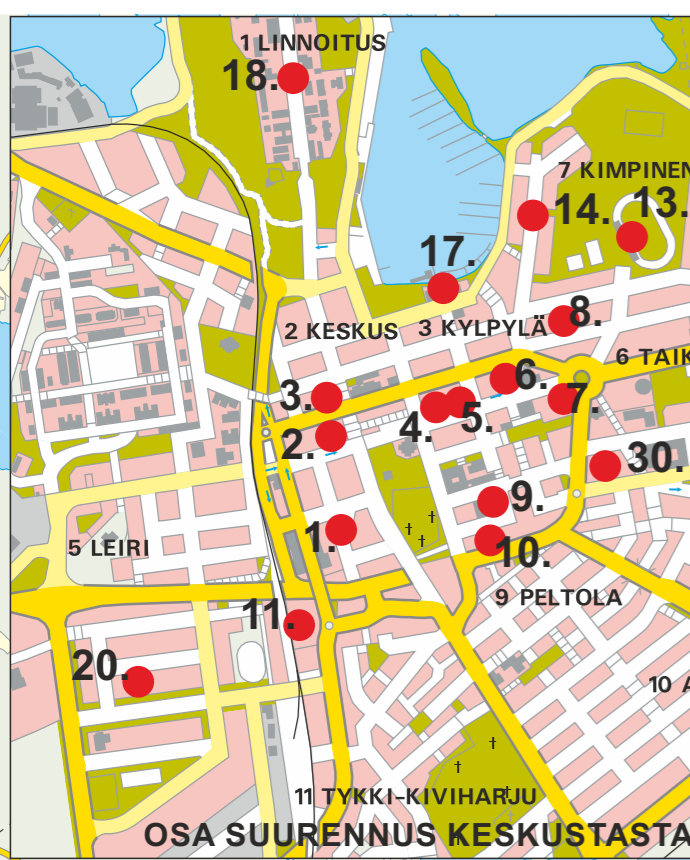 1 LINNOITUS
18.
7 KIMPINEN
14.
13.
17.
2 KESKUS
3 KYLPYLÄ
8.
6 TAIK
3.
6.
7.
4.
5.
2.
30.
9.
1.
5 LEIRI
10.
9 PELTOLA
11.
20.
10 A
11 TYKKI-KIVIHARJU
OSA SUURENNUS KESKUSTASTA